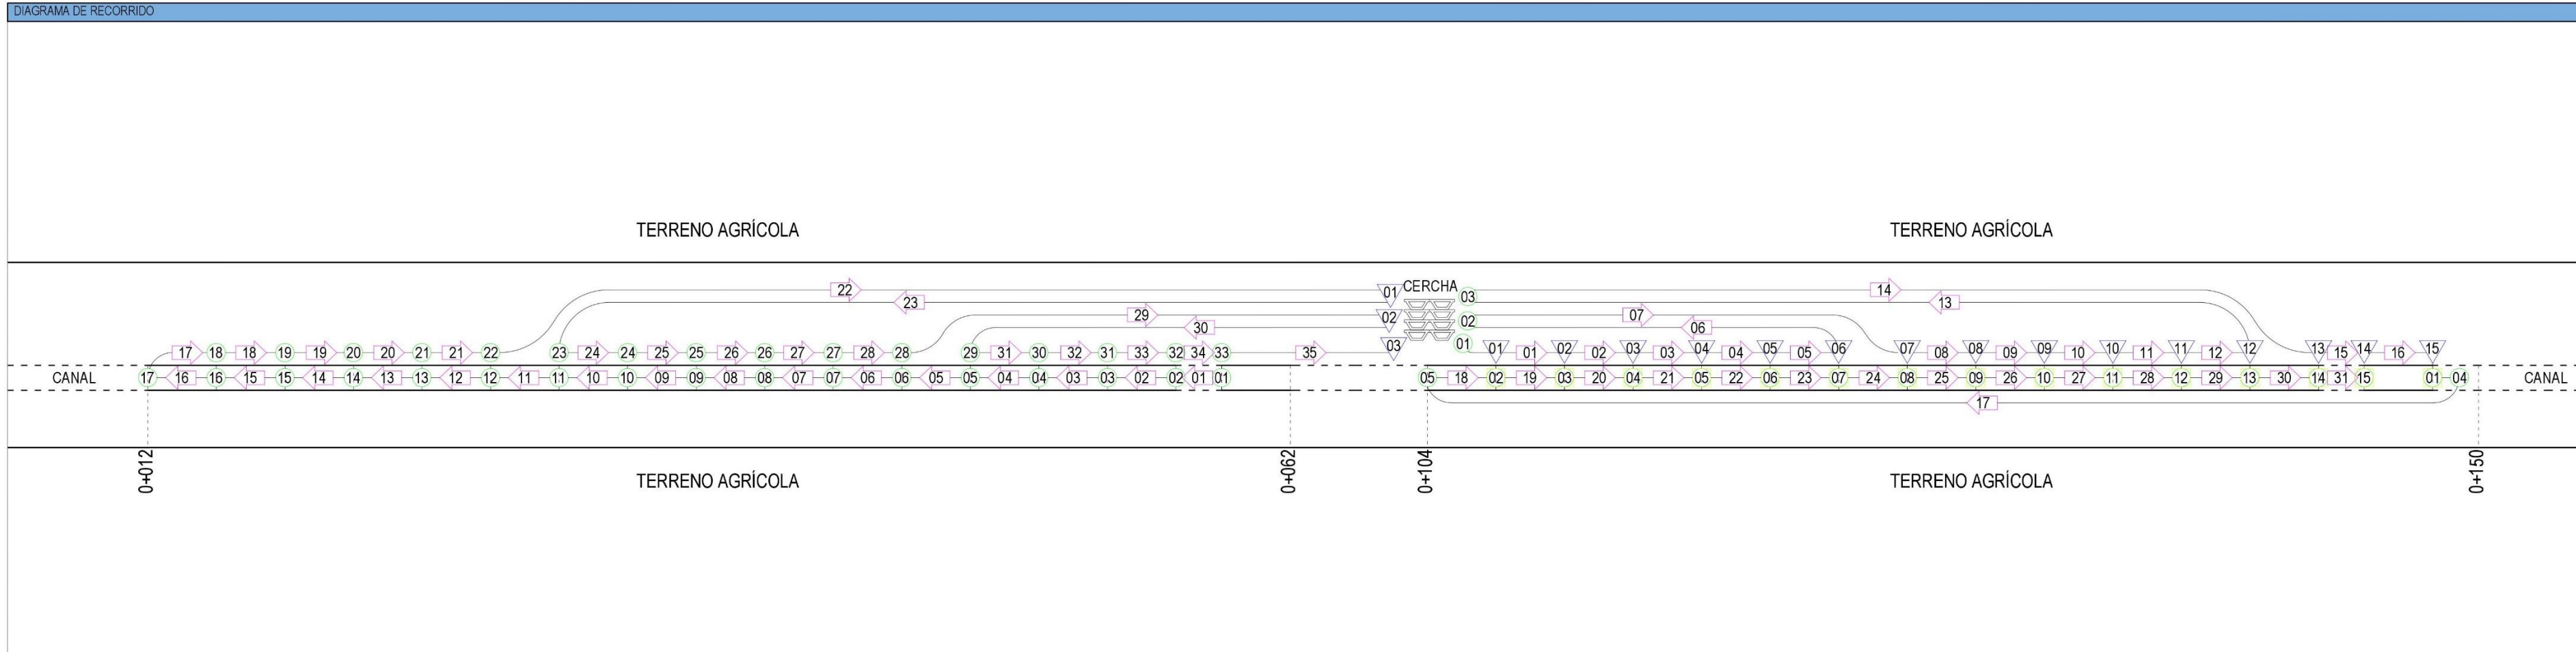 DIAGRAMA DE RECORRIDO
TERRENO AGRÍCOLA TERRENO AGRÍCOLA
22 01 CERCHA 03 14
23 13
29 02 02 07
30 06
03 01
17 18 18 19 19 20 20 21 21 22 23 24 24 25 25 26 26 27 27 28 28 29 31 30 32 31 33 32 34 33 35 01 01 02 02 03 03 04 04 05 05 06 07 08 08 09 09 10 10 11 11 12 12 13 15 14 16 15
CANAL 17 16 16 15 15 14 14 13 13 12 12 11 11 10 10 09 09 08 08 07 07 06 06 05 05 04 04 03 03 02 02 01 01 05 18 02 19 03 20 04 21 05 22 06 23 07 24 08 25 09 26 10 27 11 28 12 29 13 30 14 31 15 01 04 CANAL
17
0+012 0+062 0+104 0+150
TERRENO AGRÍCOLA TERRENO AGRÍCOLA